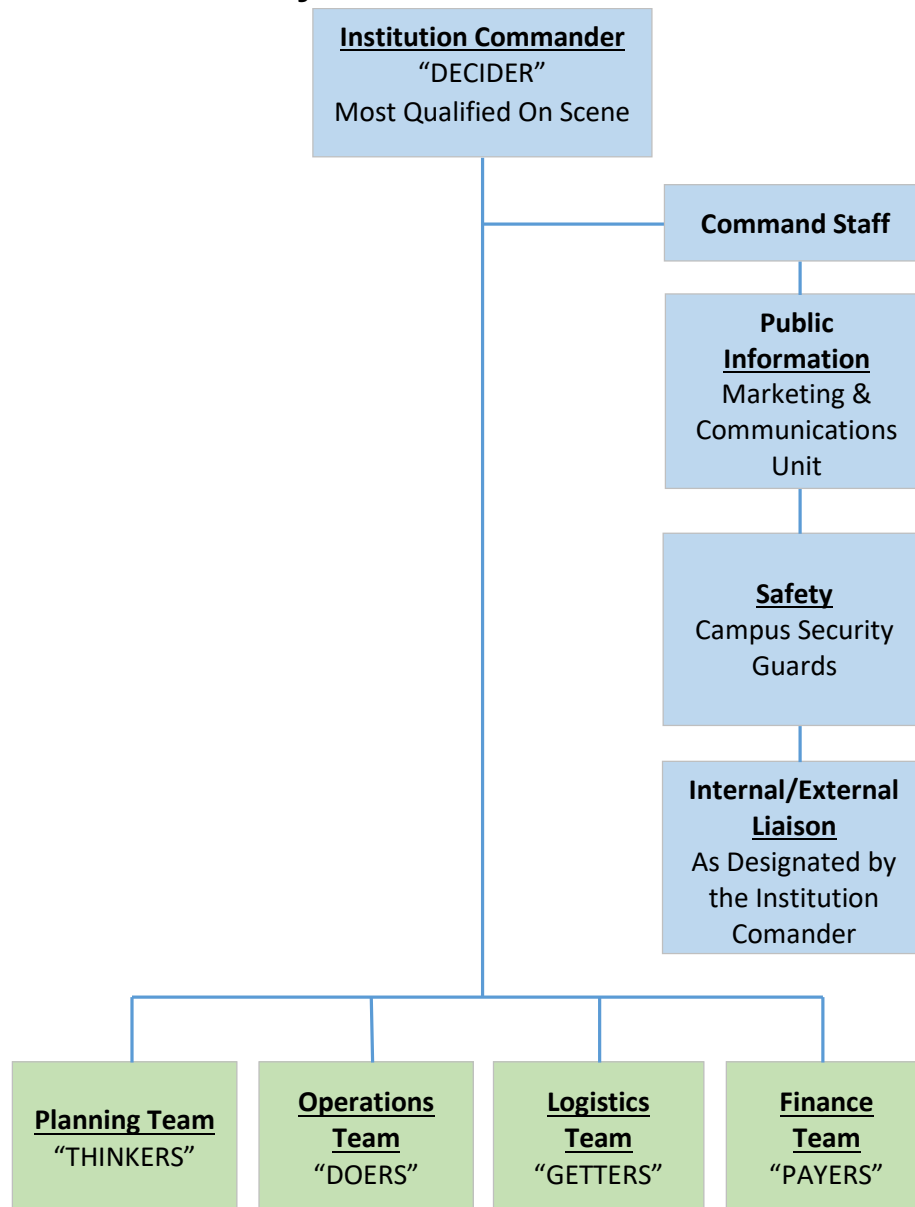 Institution Commander
“DECIDER”
Most Qualified On Scene
Command Staff
Public
Information
Marketing &
Communications
Unit
Safety
Campus Security
Guards
Internal/External
Liaison
As Designated by
the Institution
Comander
Planning Team
“THINKERS”
Operations
Team
“DOERS”
Logistics
Team
“GETTERS”
Finance
Team
“PAYERS”